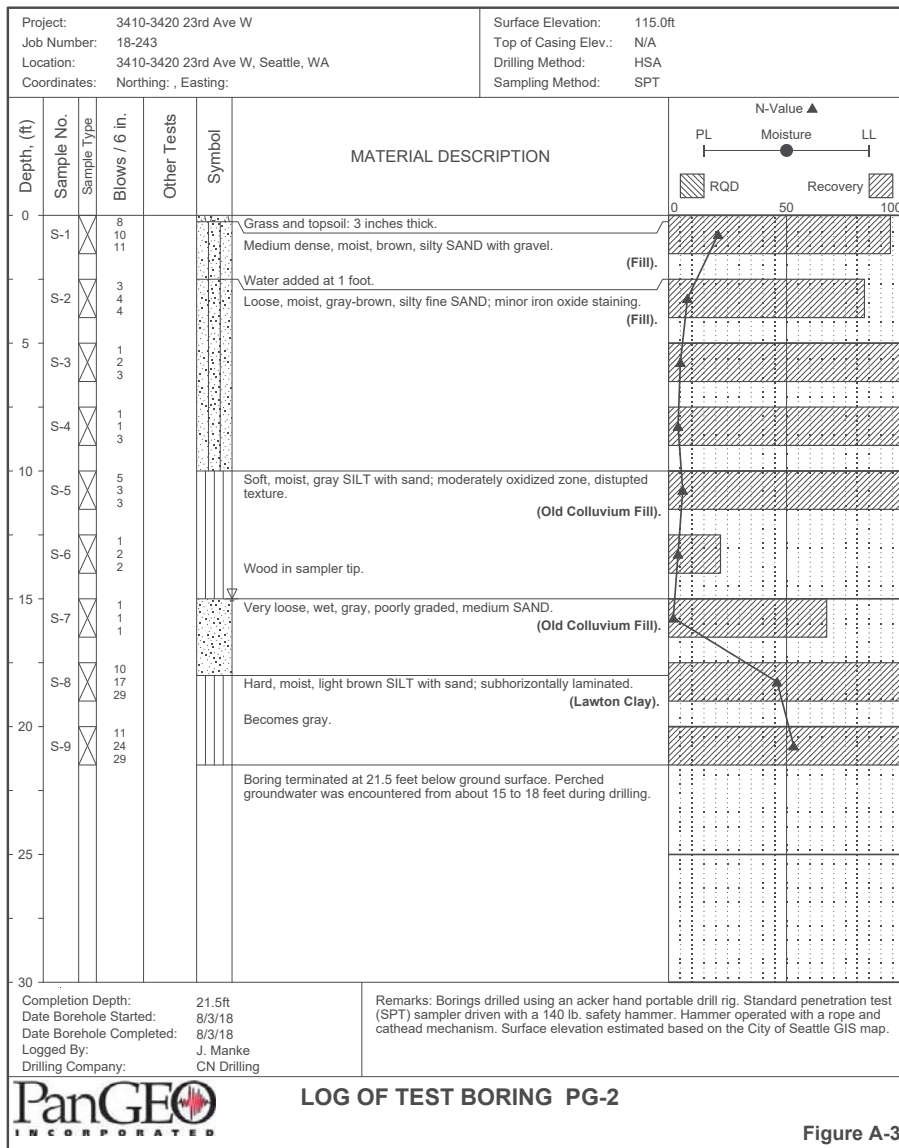 Project: 3410-3420 23rd Ave W
Job Number: 18-243
Location: 3410-3420 23rd Ave W, Seattle, WA
Coordinates: Northing: , Easting:
Surface Elevation: 115.0ft
Top of Casing Elev.: N/A
Drilling Method: HSA
Sampling Method: SPT
Depth, (ft)
Sample No.
Sample Type
Blows / 6 in.
Other Tests
Symbol
MATERIAL DESCRIPTION
N-Value ▲
PL Moisture LL
RQD Recovery
0 50 100
0
S-1
8
10
11
Grass and topsoil: 3 inches thick.
Medium dense, moist, brown, silty SAND with gravel.
(Fill).
Water added at 1 foot.
S-2
3
4
4
Loose, moist, gray-brown, silty fine SAND; minor iron oxide staining.
(Fill).
5
S-3
1
2
3
S-4
1
1
3
10
S-5
5
3
3
Soft, moist, gray SILT with sand; moderately oxidized zone, distupted
texture.
(Old Colluvium Fill).
S-6
1
2
2
Wood in sampler tip.
15
S-7
1
1
1
Very loose, wet, gray, poorly graded, medium SAND.
(Old Colluvium Fill).
S-8
10
17
29
Hard, moist, light brown SILT with sand; subhorizontally laminated.
(Lawton Clay).
Becomes gray.
20
S-9
11
24
29
Boring terminated at 21.5 feet below ground surface. Perched
groundwater was encountered from about 15 to 18 feet during drilling.
25
30
Completion Depth: 21.5ft
Date Borehole Started: 8/3/18
Date Borehole Completed: 8/3/18
Logged By: J. Manke
Drilling Company: CN Drilling
Remarks: Borings drilled using an acker hand portable drill rig. Standard penetration test
(SPT) sampler driven with a 140 lb. safety hammer. Hammer operated with a rope and
cathead mechanism. Surface elevation estimated based on the City of Seattle GIS map.
PanGEO
INCORPORATED
LOG OF TEST BORING PG-2
Figure A-3